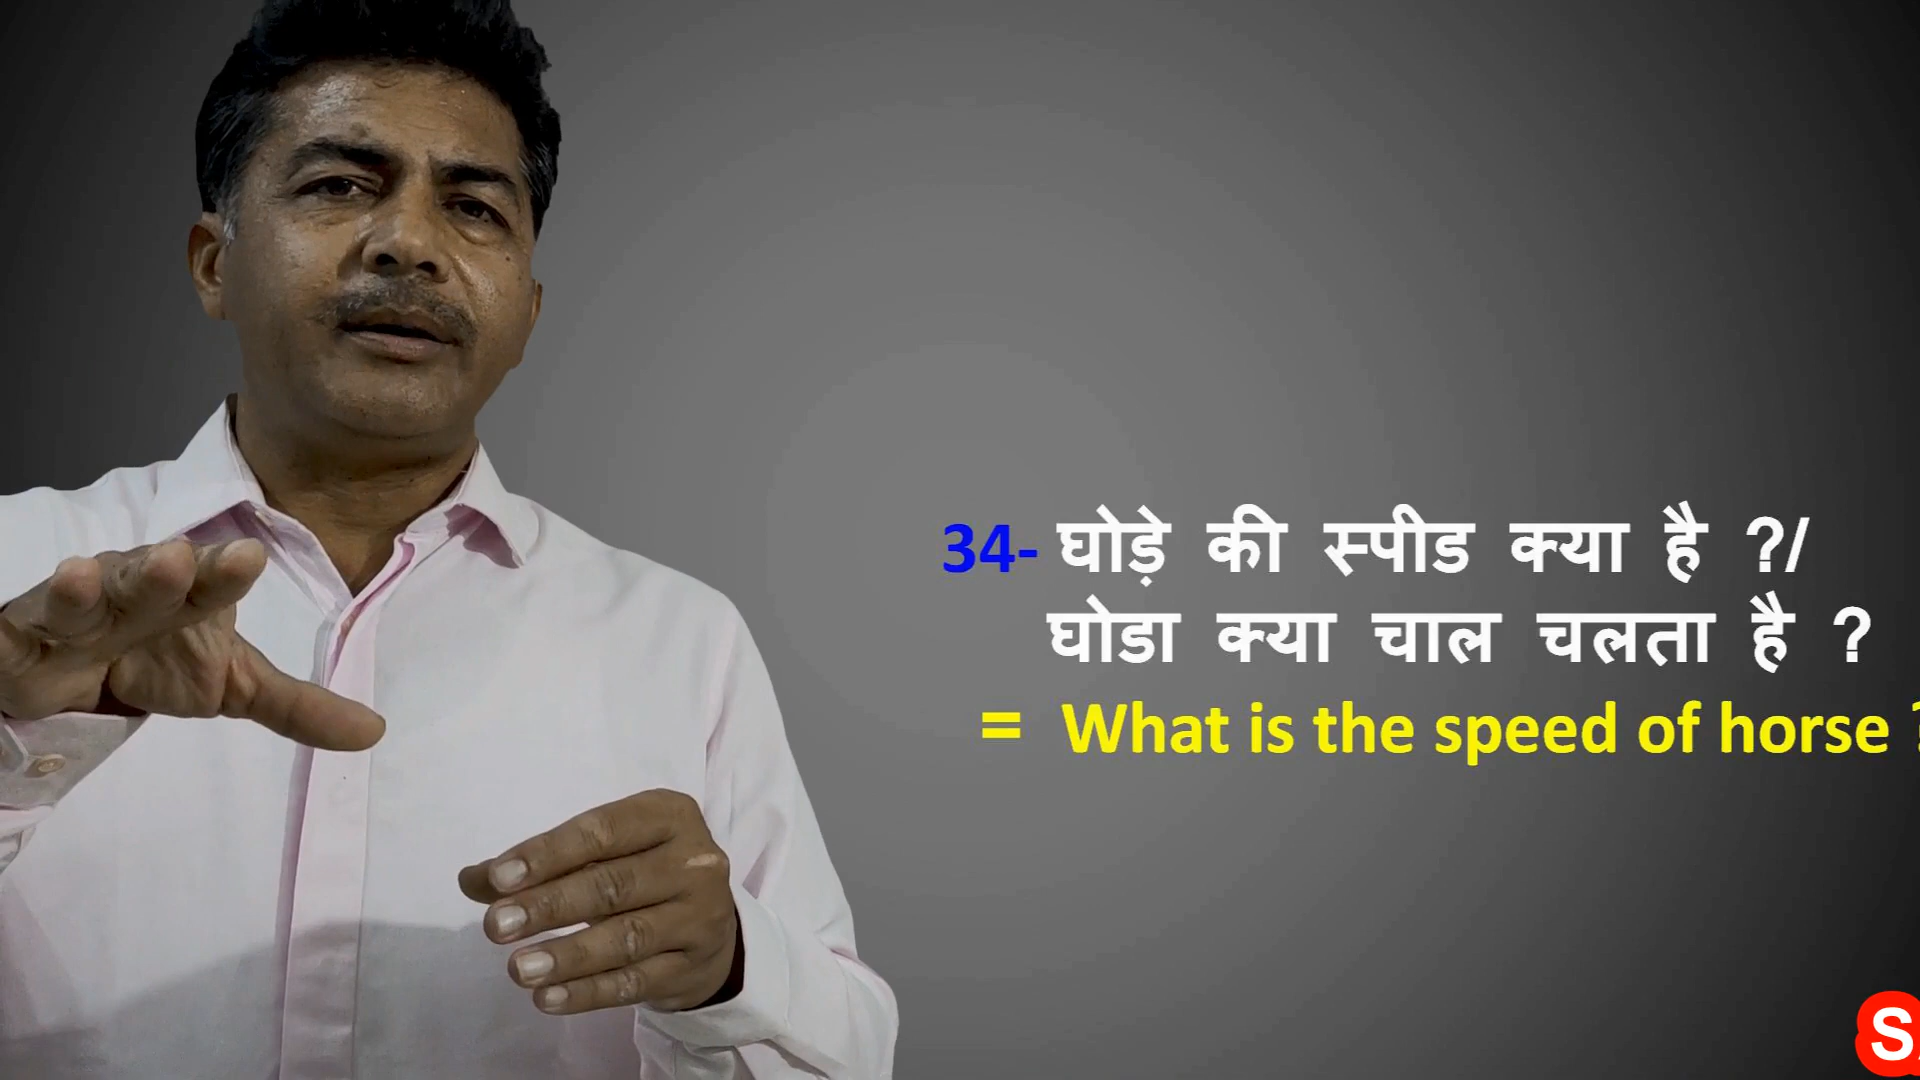 34- घोड़े की स्पीड क्या है ?/
घोडा क्या चाल चलता है ?
= What is the speed of horse ?
S